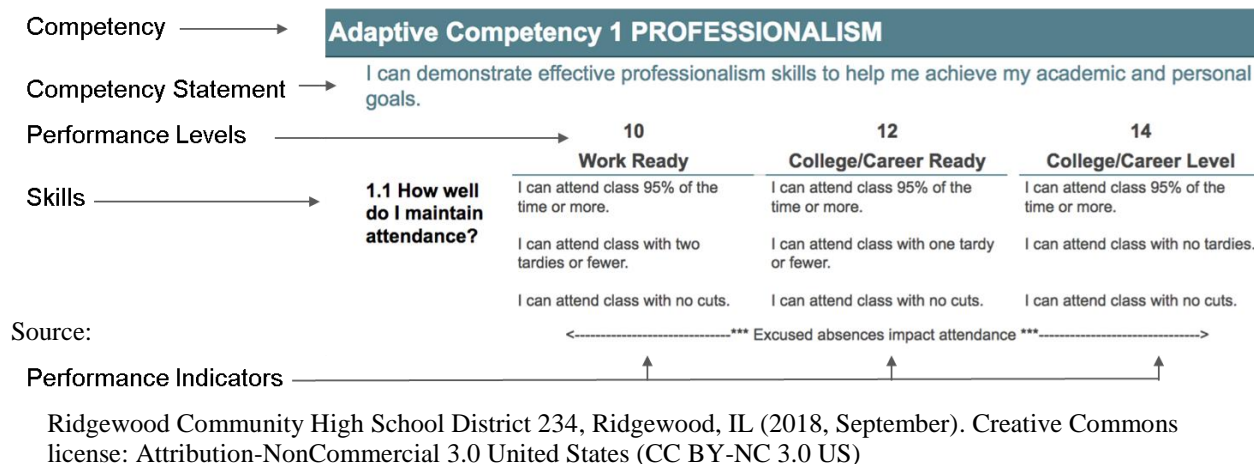 Competency
Adaptive Competency 1 PROFESSIONALISM
Competency Statement
I can demonstrate effective professionalism skills to help me achieve my academic and personal
goals.
Performance Levels
10
12
14
Work Ready
College/Career Ready
College/Career Level
Skills
1.1 How well
do I maintain
attendance?
I can attend class 95% of the
time or more.
I can attend class with two
tardies or fewer.
I can attend class with no cuts.
I can attend class 95% of the
time or more.
I can attend class with one tardy
or fewer.
I can attend class with no cuts.
I can attend class 95% of the
time or more.
I can attend class with no tardies.
I can attend class with no cuts.
<------------------------------*** Excused absences impact attendance ***------------------------------>
Source:
Performance Indicators
Ridgewood Community High School District 234, Ridgewood, IL (2018, September). Creative Commons
license: Attribution-NonCommercial 3.0 United States (CC BY-NC 3.0 US)